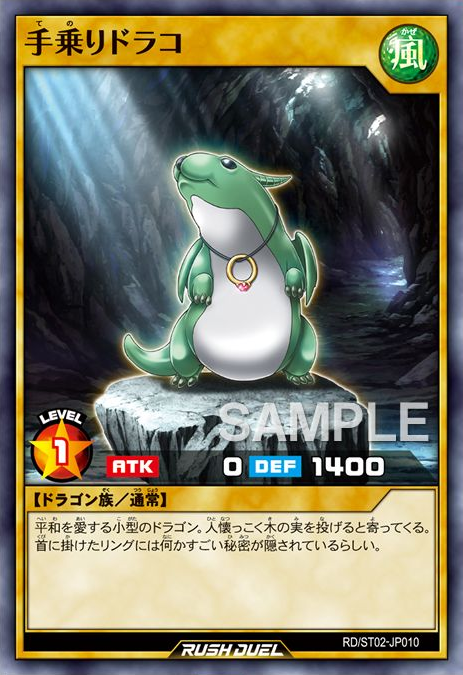 手乗りドラコ
風
SAMPLE
LEVEL
1
ATK 0 DEF 1400
【ドラゴン族／通常】
平和を愛する小型のドラゴン。人懐っこく木の実を投げると寄ってくる。
首に掛けたリングには何かすごい秘密が隠されているらしい。
RD/ST02-JP010
RUSH DUEL